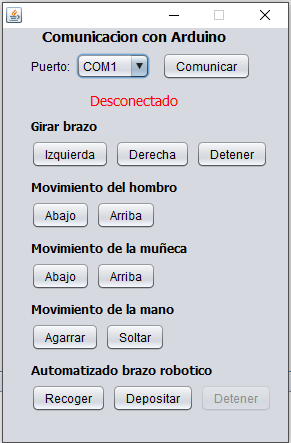 Comunicacion con Arduino
Puerto: COM1 Comunicar
Desconectado
Girar brazo
Izquierda Derecha Detener
Movimiento del hombro
Abajo Arriba
Movimiento de la muñeca
Abajo Arriba
Movimiento de la mano
Agarrar Soltar
Automatizado brazo robotico
Recoger Depositar Detener